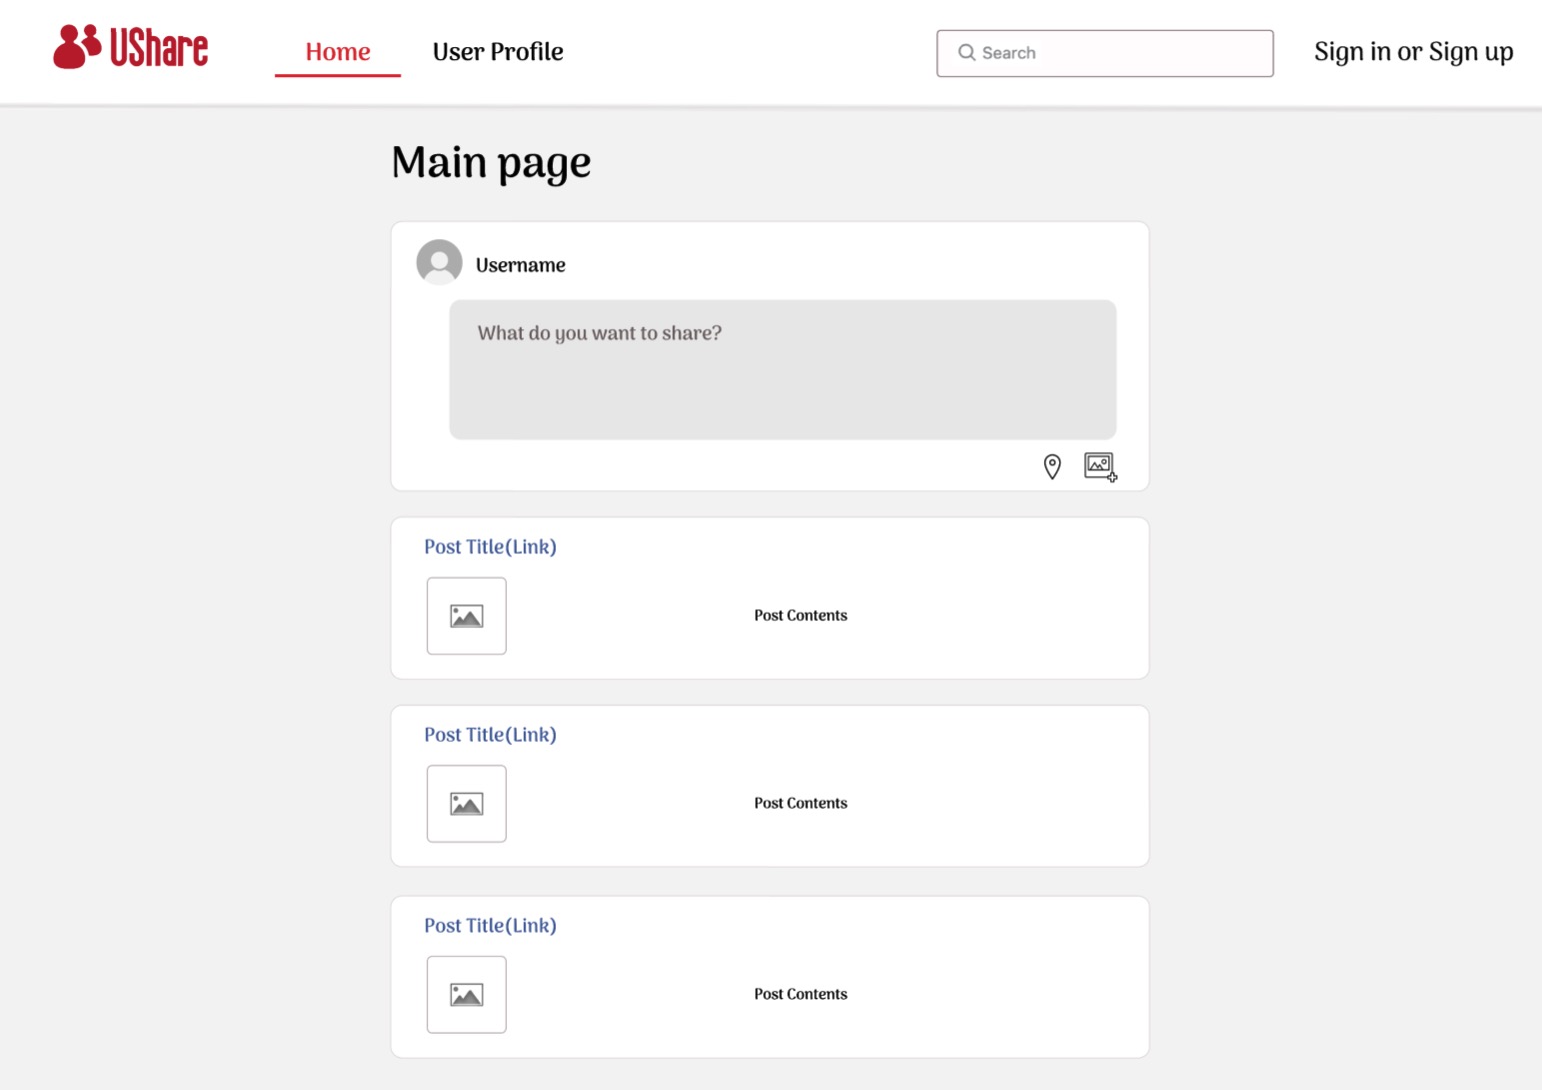 UShare
Home
User Profile
Search
Sign in or Sign up
Main page
Username
What do you want to share?
Post Title(Link)
Post Contents
Post Title(Link)
Post Contents
Post Title(Link)
Post Contents